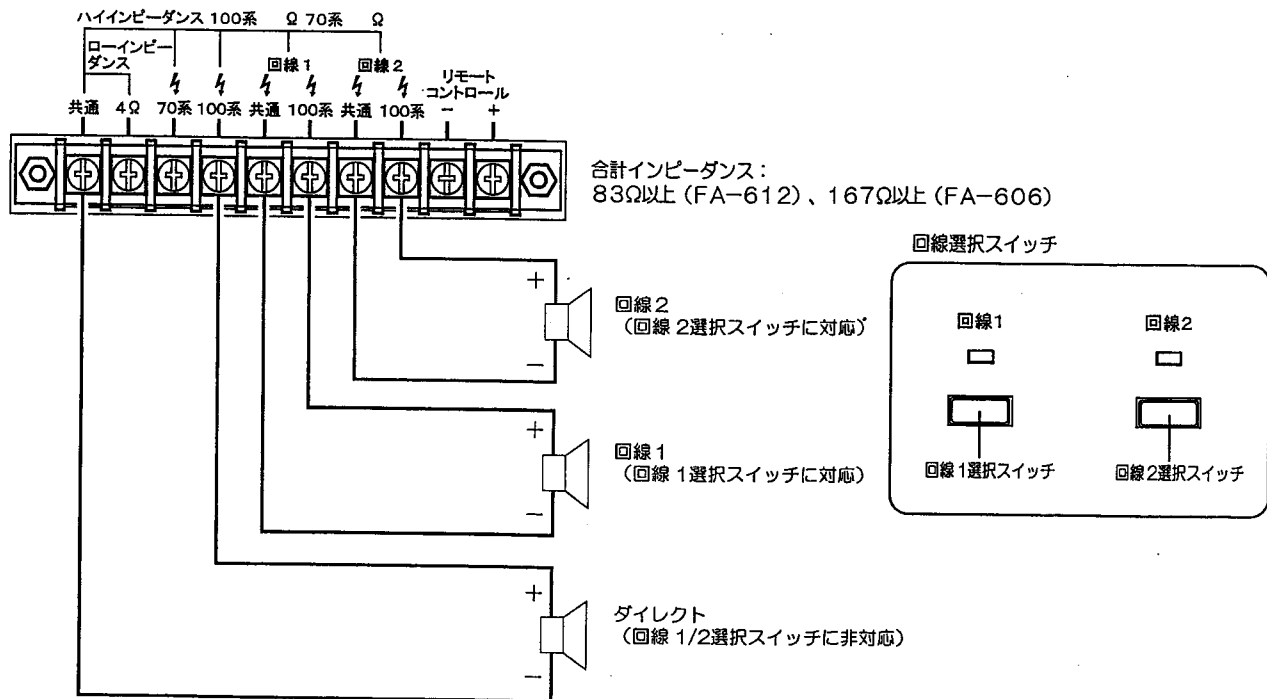 ハイインピーダンス 100系 Ω 70系 Ω
ローインピー
ダンス
回線1 回線2
リモート
コントロール
共通 4Ω 70系 100系 共通 100系 共通 100系 − +
合計インピーダンス：
83Ω以上 (FA-612) 、167Ω以上 (FA-606)
回線選択スイッチ
+
回線2
（回線 2選択スイッチに対応）
−
回線1 回線2
+
回線1
（回線 1選択スイッチに対応）
−
回線1選択スイッチ 回線2選択スイッチ
+
ダイレクト
（回線 1/2選択スイッチに非対応）
−